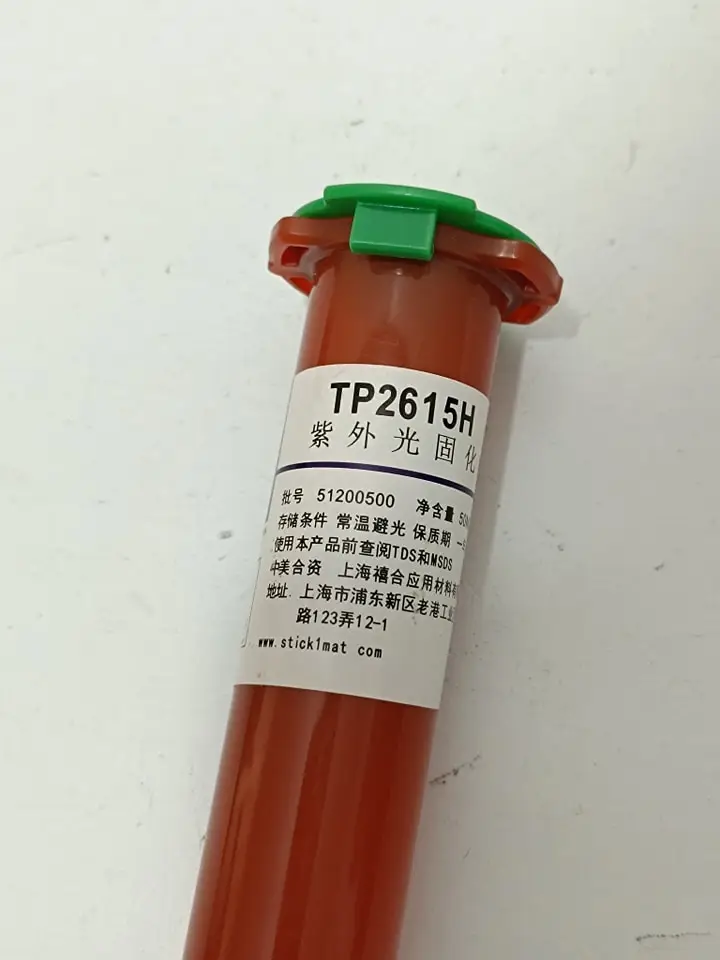 TP2615H
紫外光固化
批号 51200500 净含量
存储条件 常温避光 保质期
使用本产品前查阅TDS和MSDS
中美合资 上海禧合应用材料
地址. 上海市浦东新区老港工
路123弄12-1
www.stick1mat com